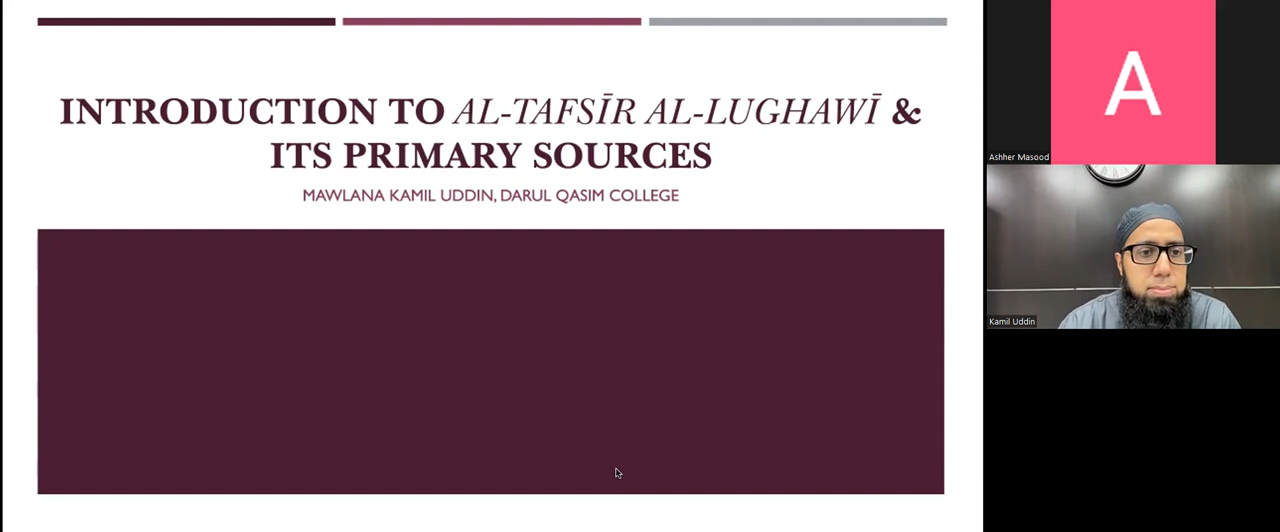 INTRODUCTION TO AL-TAFSĪR AL-LUGHAWĪ &
ITS PRIMARY SOURCES
MAWLANA KAMIL UDDIN, DARUL QASIM COLLEGE
A
Ashher Masood
Kamil Uddin